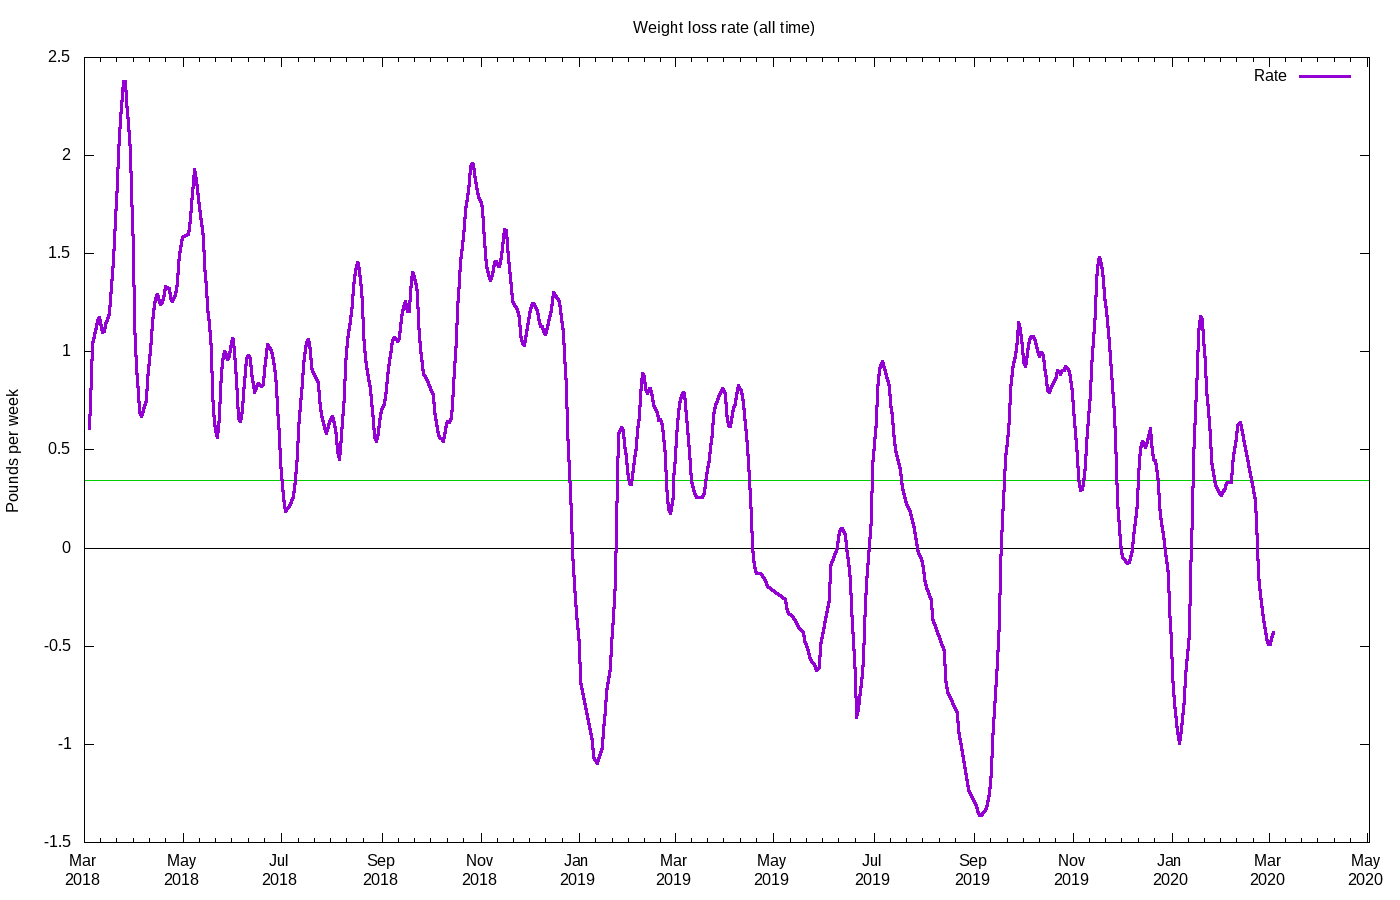 Weight loss rate (all time)
Rate
Pounds per week
2.5
2
1.5
1
0.5
0
-0.5
-1
-1.5
Mar May Jul Sep Nov Jan Mar May Jul Sep Nov Jan Mar May
2018 2018 2018 2018 2018 2019 2019 2019 2019 2019 2019 2020 2020 2020